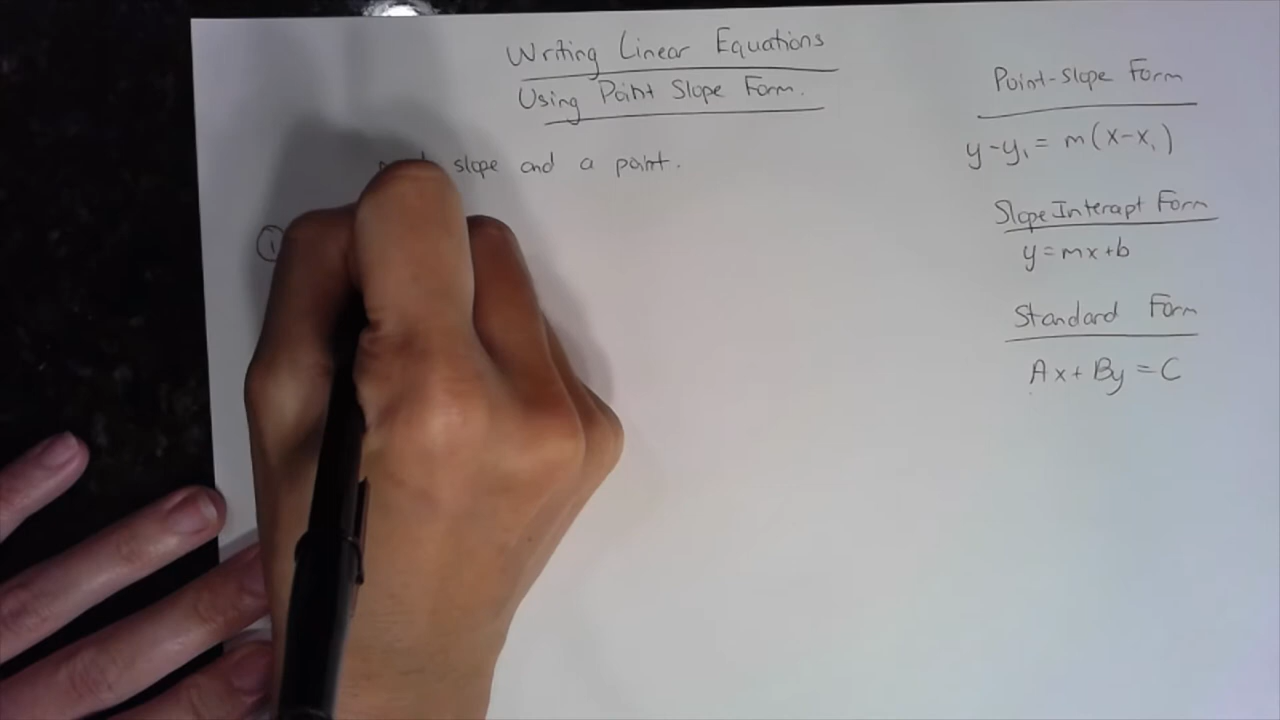 Writing Linear Equations
Using Point Slope Form.
slope and a point.
①
Point-Slope Form
y-y₁ = m(x-x₁)
Slope Intercept Form
y=mx+b
Standard Form
Ax+By=C